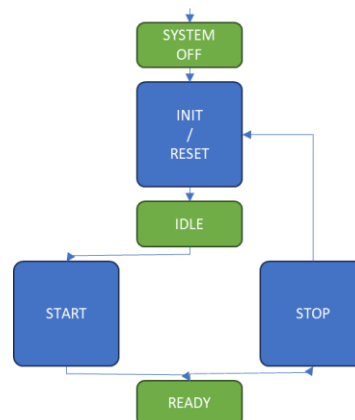 SYSTEM
OFF
INIT
/
RESET
IDLE
START
STOP
READY